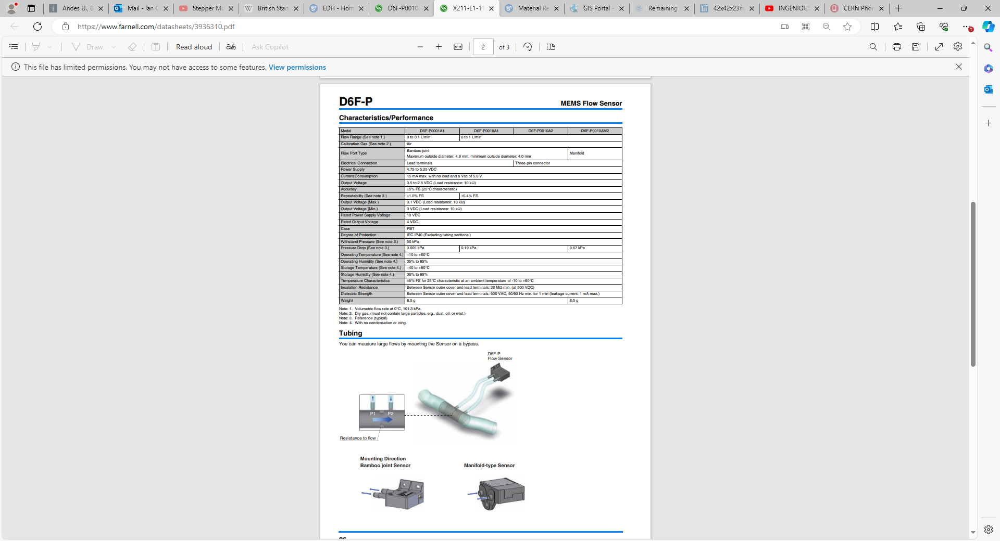 Andes U., B
Mail - Ian C
Stepper Mo
British Stan
EDH - Hom
D6F-P0010
X211-E1-11
Material Re
GIS Portal -
Remaining
42x42x23m
INGENIOUS
CERN Phon
https://www.farnell.com/datasheets/3936310.pdf
Draw
Read aloud
aあ
Ask Copilot
2 of 3
This file has limited permissions. You may not have access to some features. View permissions
D6F-P MEMS Flow Sensor
Characteristics/Performance
Model D6F-P0001A1 D6F-P0010A1 D6F-P0010A2 D6F-P0010AM2
Flow Range (See note 1.) 0 to 0.1 L/min 0 to 1 L/min
Calibration Gas (See note 2.) Air
Flow Port Type Bamboo joint
Maximum outside diameter: 4.9 mm, minimum outside diameter: 4.0 mm Manifold
Electrical Connection Lead terminals Three-pin connector
Power Supply 4.75 to 5.25 VDC
Current Consumption 15 mA max. with no load and a Vcc of 5.0 V
Output Voltage 0.5 to 2.5 VDC (Load resistance: 10 kΩ)
Accuracy ±5% FS (25°C characteristic)
Repeatability (See note 3.) ±1.0% FS ±0.4% FS
Output Voltage (Max.) 3.1 VDC (Load resistance: 10 kΩ)
Output Voltage (Min.) 0 VDC (Load resistance: 10 kΩ)
Rated Power Supply Voltage 10 VDC
Rated Output Voltage 4 VDC
Case PBT
Degree of Protection IEC IP40 (Excluding tubing sections.)
Withstand Pressure (See note 3.) 50 kPa
Pressure Drop (See note 3.) 0.005 kPa 0.19 kPa 0.67 kPa
Operating Temperature (See note 4.) −10 to +60°C
Operating Humidity (See note 4.) 35% to 85%
Storage Temperature (See note 4.) −40 to +80°C
Storage Humidity (See note 4.) 35% to 85%
Temperature Characteristics ±5% FS for 25°C characteristic at an ambient temperature of -10 to +60°C
Insulation Resistance Between Sensor outer cover and lead terminals: 20 MΩ min. (at 500 VDC)
Dielectric Strength Between Sensor outer cover and lead terminals: 500 VAC, 50/60 Hz min. for 1 min (leakage current: 1 mA max.)
Weight 8.5 g 8.0 g
Note: 1. Volumetric flow rate at 0°C, 101.3 kPa.
Note: 2. Dry gas. (must not contain large particles, e.g., dust, oil, or mist.)
Note: 3. Reference (typical)
Note: 4. With no condensation or icing.
Tubing
You can measure large flows by mounting the Sensor on a bypass.
D6F-P
Flow Sensor
P1 P2
Resistance to flow
Mounting Direction
Bamboo joint Sensor Manifold-type Sensor